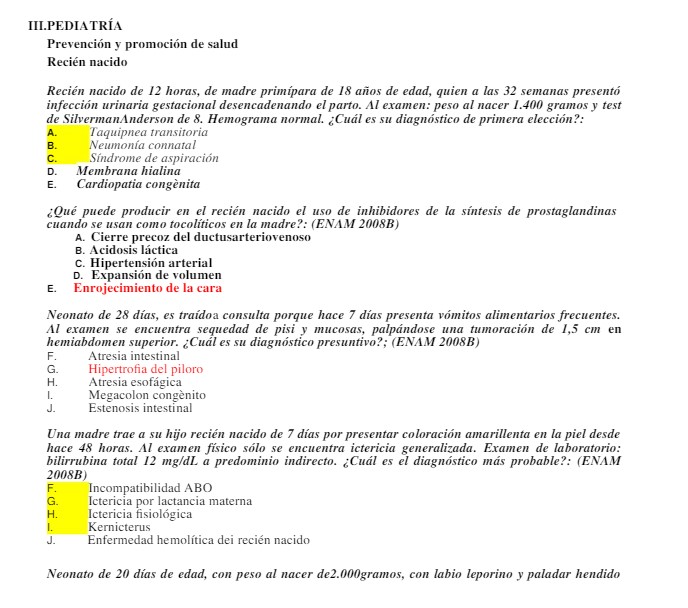 III.PEDIATRÍA
Prevención y promoción de salud
Recién nacido
Recién nacido de 12 horas, de madre primípara de 18 años de edad, quien a las 32 semanas presentó
infección urinaria gestacional desencadenando el parto. Al examen: peso al nacer 1.400 gramos y test
de SilvermanAnderson de 8. Hemograma normal. ¿Cuál es su diagnóstico de primera elección?:
A. Taquipnea transitoria
B. Neumonía connatal
C. Síndrome de aspiración
D. Membrana hialina
E. Cardiopatia congènita
¿Qué puede producir en el recién nacido el uso de inhibidores de la síntesis de prostaglandinas
cuando se usan como tocolíticos en la madre?: (ENAM 2008B)
A. Cierre precoz del ductusarteriovenoso
B. Acidosis láctica
C. Hipertensión arterial
D. Expansión de volumen
E. Enrojecimiento de la cara
Neonato de 28 días, es traídoa consulta porque hace 7 días presenta vómitos alimentarios frecuentes.
Al examen se encuentra sequedad de pisi y mucosas, palpándose una tumoración de 1,5 cm en
hemiabdomen superior. ¿Cuál es su diagnóstico presuntivo?; (ENAM 2008B)
F. Atresia intestinal
G. Hipertrofia del piloro
H. Atresia esofágica
I. Megacolon congènito
J. Estenosis intestinal
Una madre trae a su hijo recién nacido de 7 días por presentar coloración amarillenta en la piel desde
hace 48 horas. Al examen físico sólo se encuentra ictericia generalizada. Examen de laboratorio:
bilirrubina total 12 mg/dL a predominio indirecto. ¿Cuál es el diagnóstico más probable?: (ENAM
2008B)
F. Incompatibilidad ABO
G. Ictericia por lactancia materna
H. Ictericia fisiológica
I. Kernicterus
J. Enfermedad hemolítica dei recién nacido
Neonato de 20 días de edad, con peso al nacer de2.000gramos, con labio leporino y paladar hendido